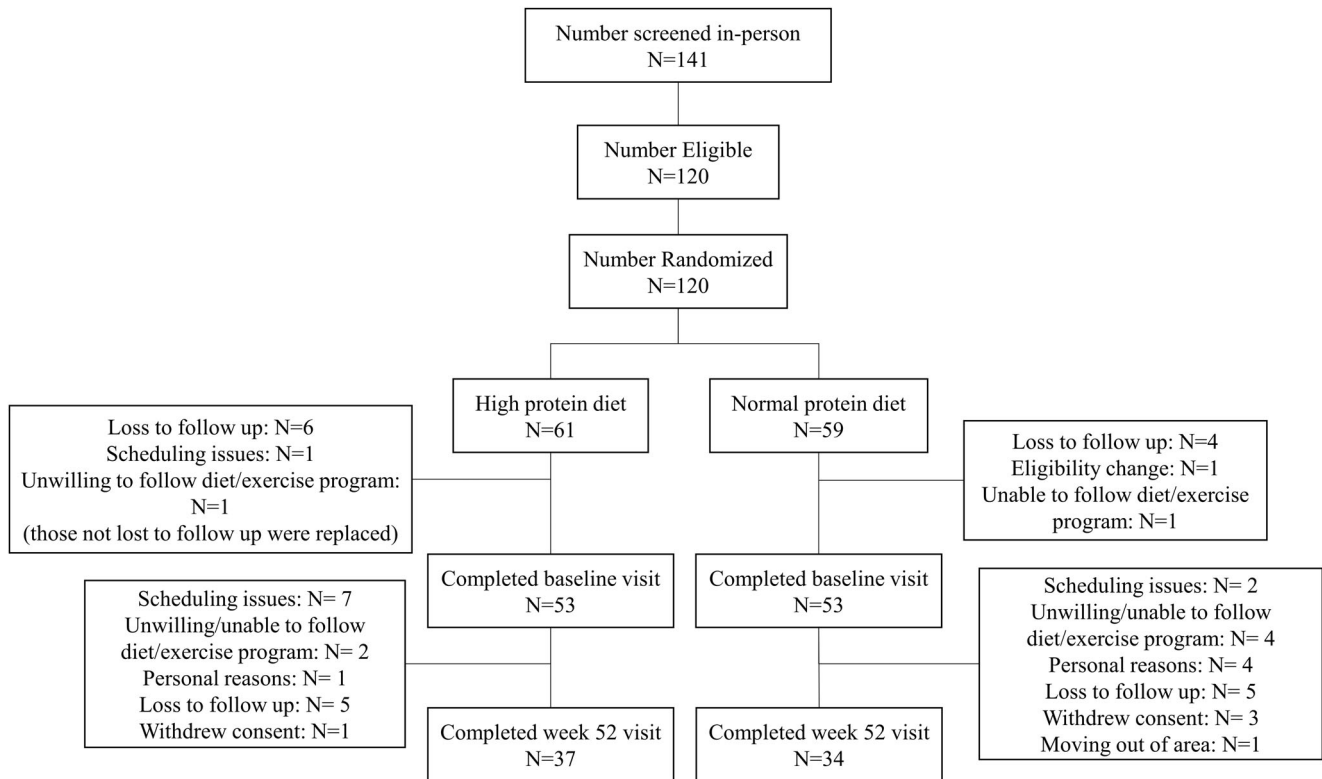 Number screened in-person
N=141
Number Eligible
N=120
Number Randomized
N=120
High protein diet
N=61
Normal protein diet
N=59
Loss to follow up: N=6
Scheduling issues: N=1
Unwilling to follow diet/exercise program:
N=1
(those not lost to follow up were replaced)
Loss to follow up: N=4
Eligibility change: N=1
Unable to follow diet/exercise
program: N=1
Completed baseline visit
N=53
Completed baseline visit
N=53
Scheduling issues: N= 7
Unwilling/unable to follow
diet/exercise program: N= 2
Personal reasons: N= 1
Loss to follow up: N= 5
Withdrew consent: N=1
Scheduling issues: N= 2
Unwilling/unable to follow
diet/exercise program: N= 4
Personal reasons: N= 4
Loss to follow up: N= 5
Withdrew consent: N= 3
Moving out of area: N=1
Completed week 52 visit
N=37
Completed week 52 visit
N=34